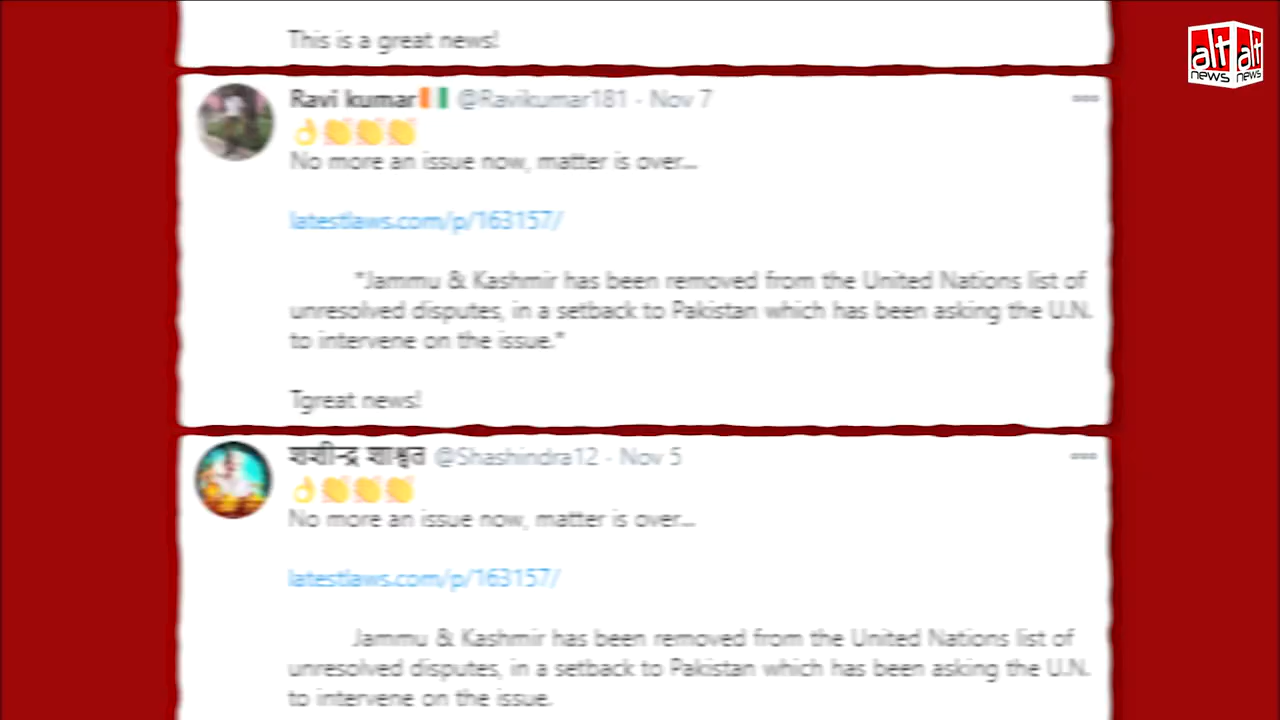 This is a great news!
alt alt
news news
Ravi kumar @Ravikumar181 · Nov 7
No more an issue now, matter is over...
latestlaws.com/p/163157/
"Jammu & Kashmir has been removed from the United Nations list of
unresolved disputes, in a setback to Pakistan which has been asking the U.N.
to intervene on the issue."
Tgreat news!
शशीन्द्र शाश्वत @Shashindra12 · Nov 5
No more an issue now, matter is over...
latestlaws.com/p/163157/
Jammu & Kashmir has been removed from the United Nations list of
unresolved disputes, in a setback to Pakistan which has been asking the U.N.
to intervene on the issue.